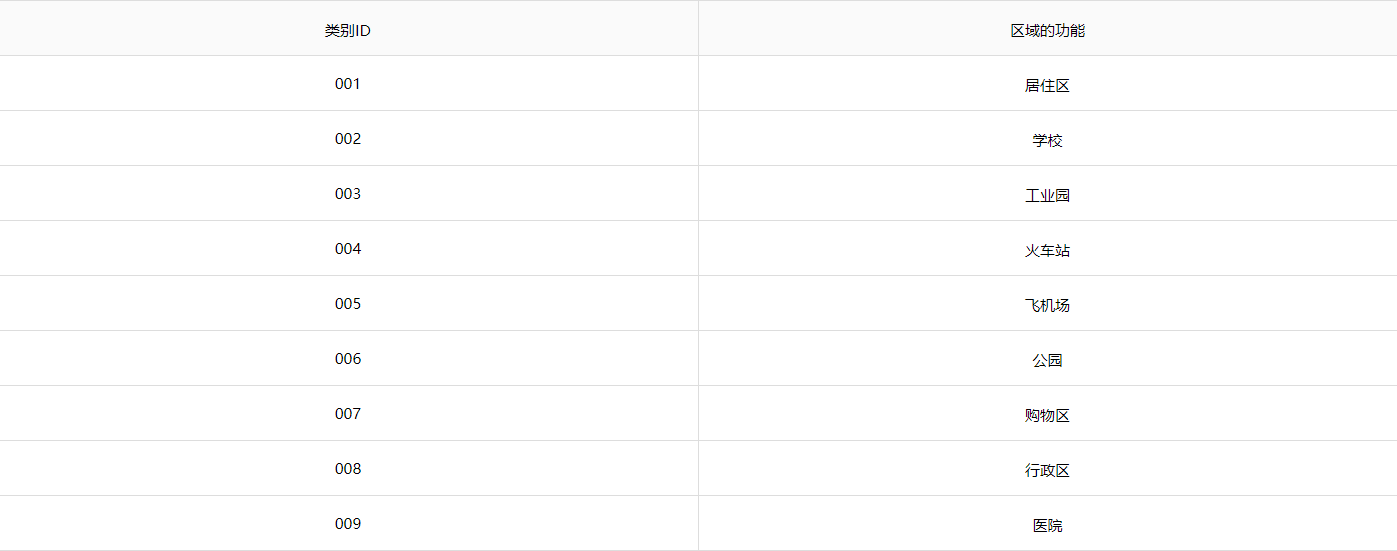 类别ID 区域的功能
001 居住区
002 学校
003 工业园
004 火车站
005 飞机场
006 公园
007 购物区
008 行政区
009 医院